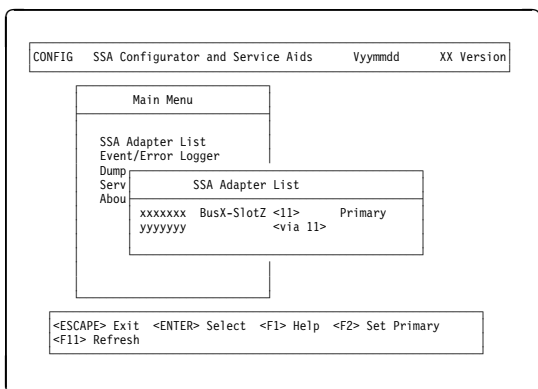 CONFIG SSA Configurator and Service Aids Vyymmdd XX Version
Main Menu
SSA Adapter List
Event/Error Logger
Dump
Serv
Abou
SSA Adapter List
xxxxxxx BusX-SlotZ <11> Primary
yyyyyyy <via 11>
<ESCAPE> Exit <ENTER> Select <F1> Help <F2> Set Primary
<F11> Refresh